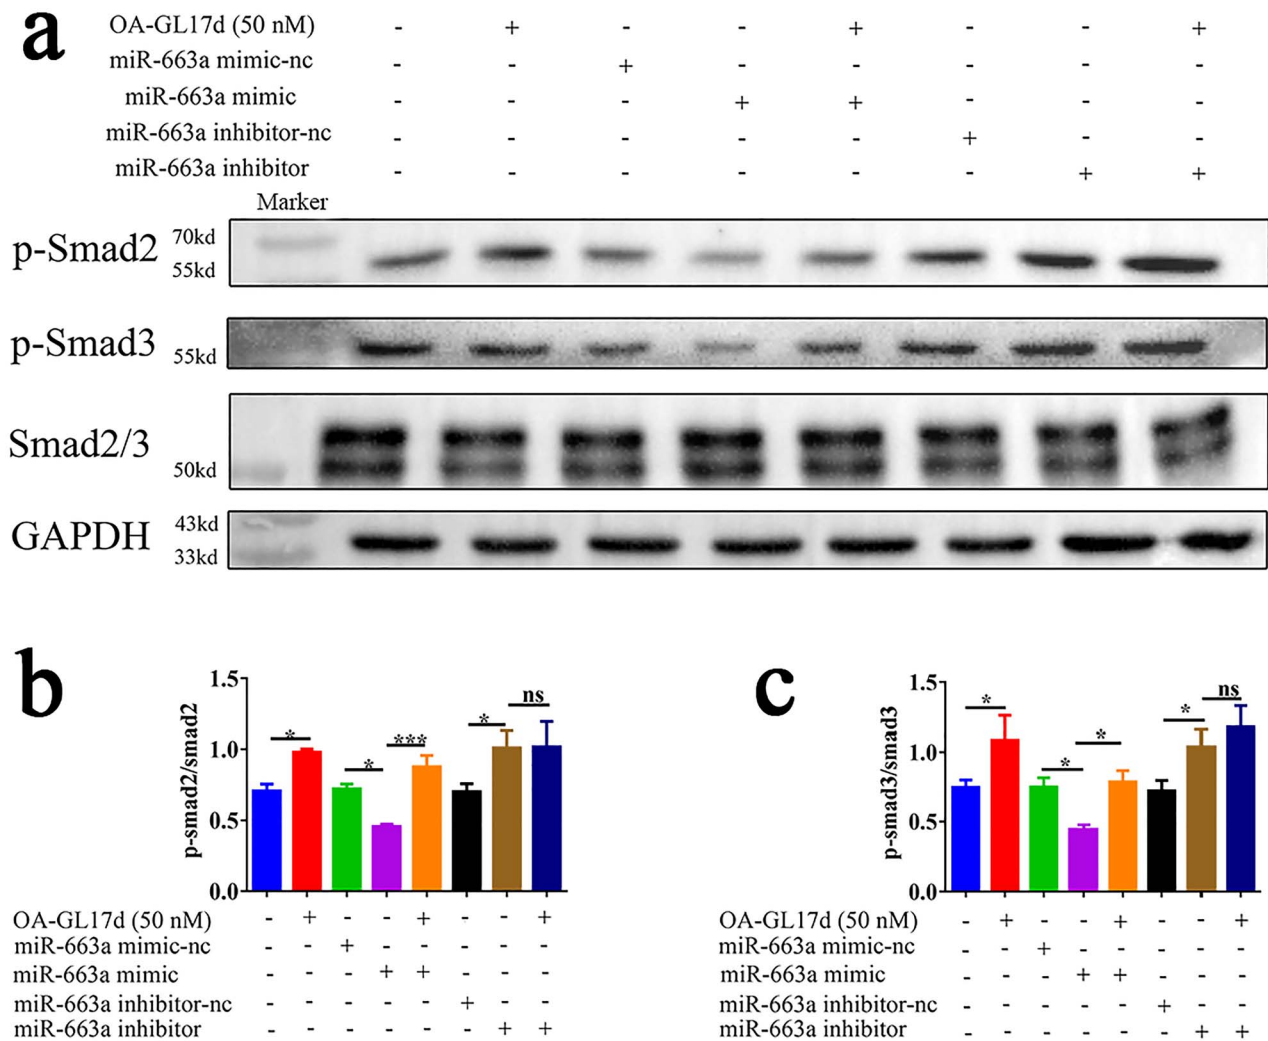 a
OA-GL17d (50 nM) - + - - + - - +
miR-663a mimic-nc - - + - - - - -
miR-663a mimic - - - + + - - -
miR-663a inhibitor-nc - - - - - + - -
miR-663a inhibitor - - - - - - + +
Marker
p-Smad2
70kd
55kd
p-Smad3
55kd
Smad2/3
50kd
GAPDH
43kd
33kd
b
p-smad2/smad2
1.5
1.0
0.5
0.0
* * *** * ns
OA-GL17d (50 nM) - + - - + - - +
miR-663a mimic-nc - - + - - - - -
miR-663a mimic - - - + + - - -
miR-663a inhibitor-nc - - - - - + - -
miR-663a inhibitor - - - - - - + +
c
p-smad3/smad3
1.5
1.0
0.5
0.0
* * * * ns
OA-GL17d (50 nM) - + - - + - - +
miR-663a mimic-nc - - + - - - - -
miR-663a mimic - - - + + - - -
miR-663a inhibitor-nc - - - - - + - -
miR-663a inhibitor - - - - - - + +